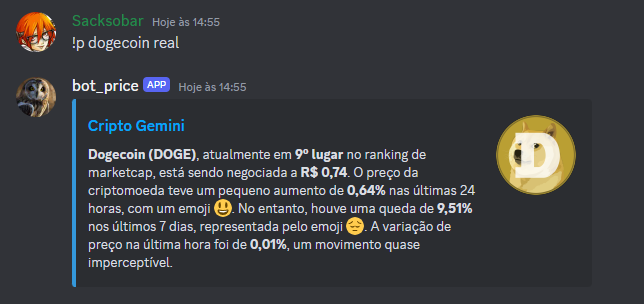 Sacksobar Hoje às 14:55
!p dogecoin real
bot_price APP Hoje às 14:55
Cripto Gemini
Dogecoin (DOGE), atualmente em 9º lugar no ranking de
marketcap, está sendo negociada a R$ 0,74. O preço da
criptomoeda teve um pequeno aumento de 0,64% nas últimas 24
horas, com um emoji 😃. No entanto, houve uma queda de 9,51%
nos últimos 7 dias, representada pelo emoji 😔. A variação de
preço na última hora foi de 0,01%, um movimento quase
imperceptível.
D